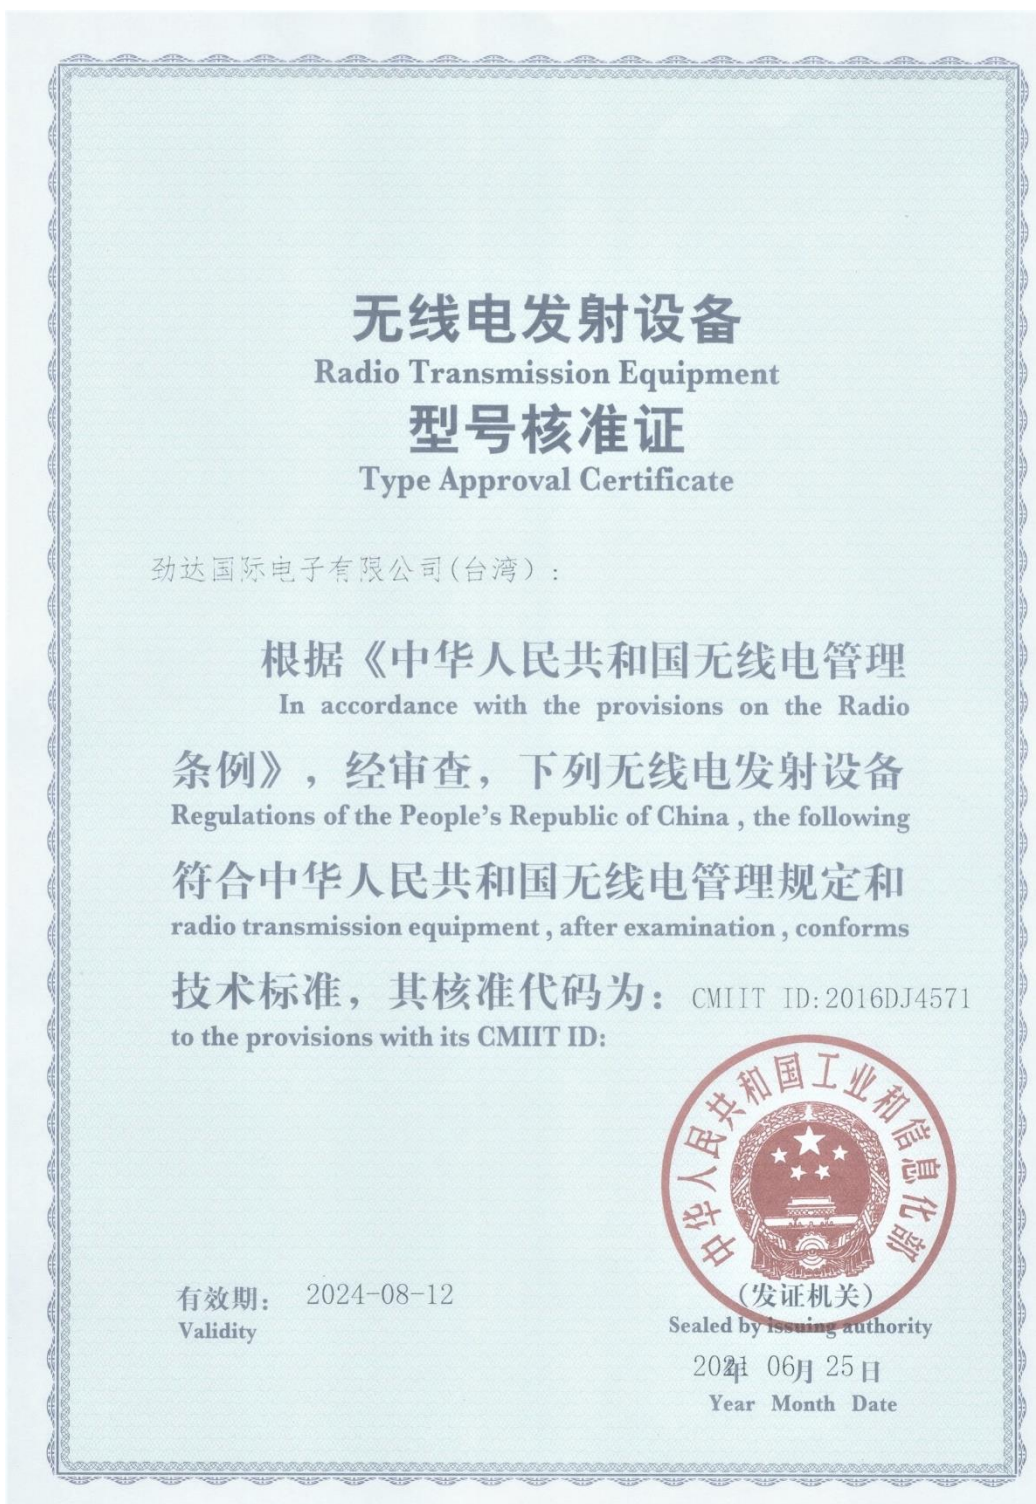 无线电发射设备
Radio Transmission Equipment
型号核准证
Type Approval Certificate
劲达国际电子有限公司(台湾)：
根据《中华人民共和国无线电管理
In accordance with the provisions on the Radio
条例》，经审查，下列无线电发射设备
Regulations of the People's Republic of China , the following
符合中华人民共和国无线电管理规定和
radio transmission equipment , after examination , conforms
技术标准，其核准代码为：CMIIT ID:2016DJ4571
to the provisions with its CMIIT ID:
中华人民共和国工业和信息化部
有效期： 2024-08-12
Validity
(发证机关)
Sealed by issuing authority
2021年 06月 25日
Year Month Date